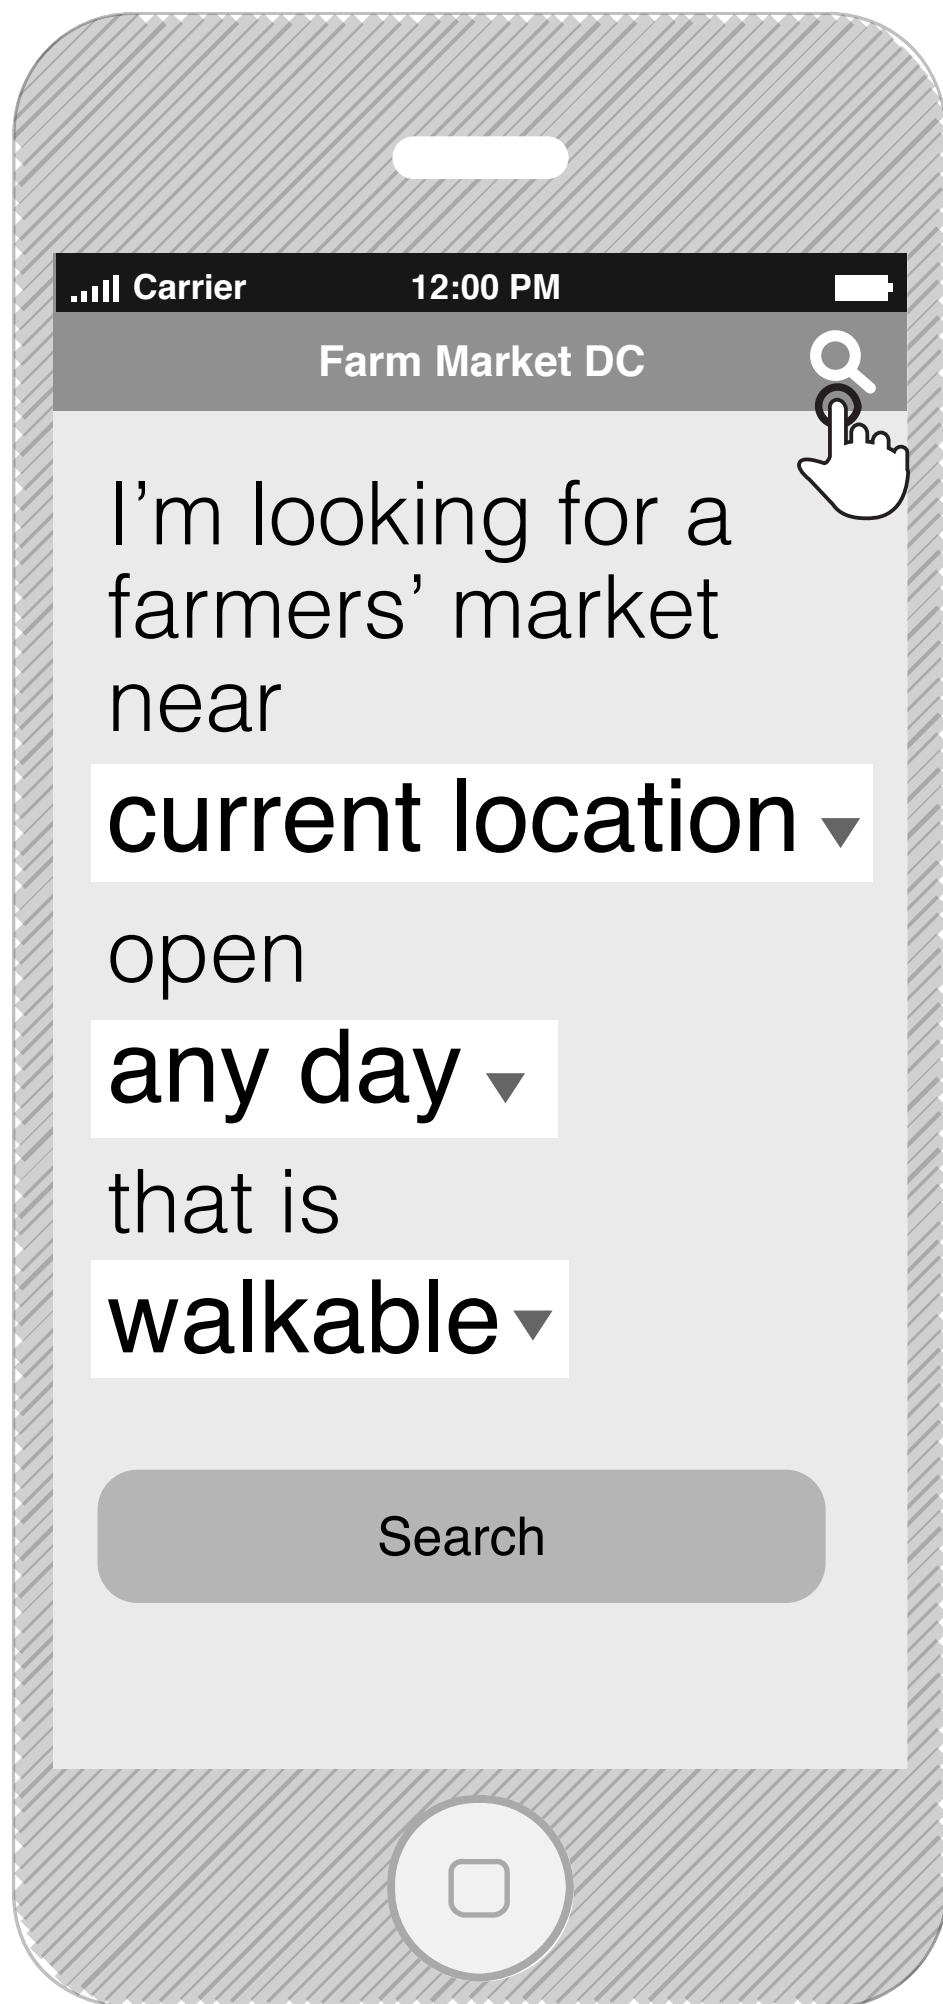 Carrier 12:00 PM
Farm Market DC
I’m looking for a
farmers’ market
near
current location
open
any day
that is
walkable
Search